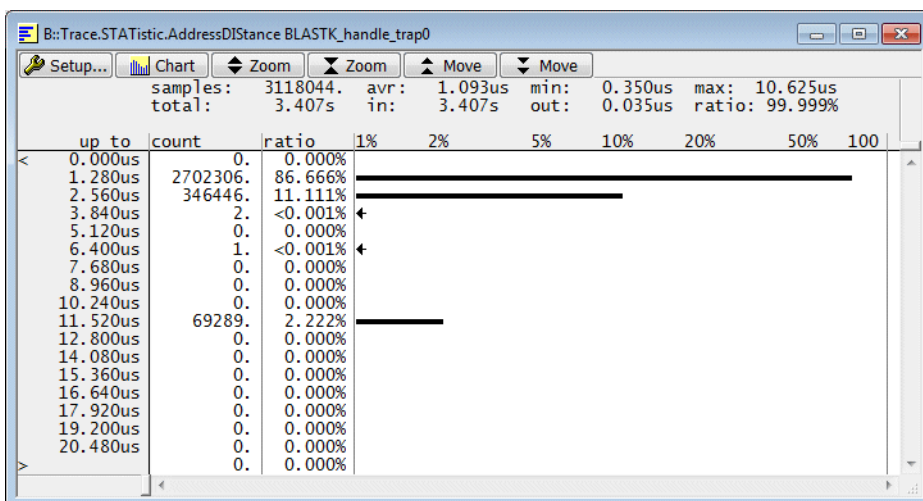 B::Trace.STATistic.AddressDIStance BLASTK_handle_trap0
Setup... Chart Zoom Zoom Move Move
samples: 3118044. avr: 1.093us min: 0.350us max: 10.625us
total: 3.407s in: 3.407s out: 0.035us ratio: 99.999%
up to count ratio 1% 2% 5% 10% 20% 50% 100
< 0.000us 0. 0.000%
1.280us 2702306. 86.666%
2.560us 346446. 11.111%
3.840us 2. <0.001%
5.120us 0. 0.000%
6.400us 1. <0.001%
7.680us 0. 0.000%
8.960us 0. 0.000%
10.240us 0. 0.000%
11.520us 69289. 2.222%
12.800us 0. 0.000%
14.080us 0. 0.000%
15.360us 0. 0.000%
16.640us 0. 0.000%
17.920us 0. 0.000%
19.200us 0. 0.000%
20.480us 0. 0.000%
> 0. 0.000%